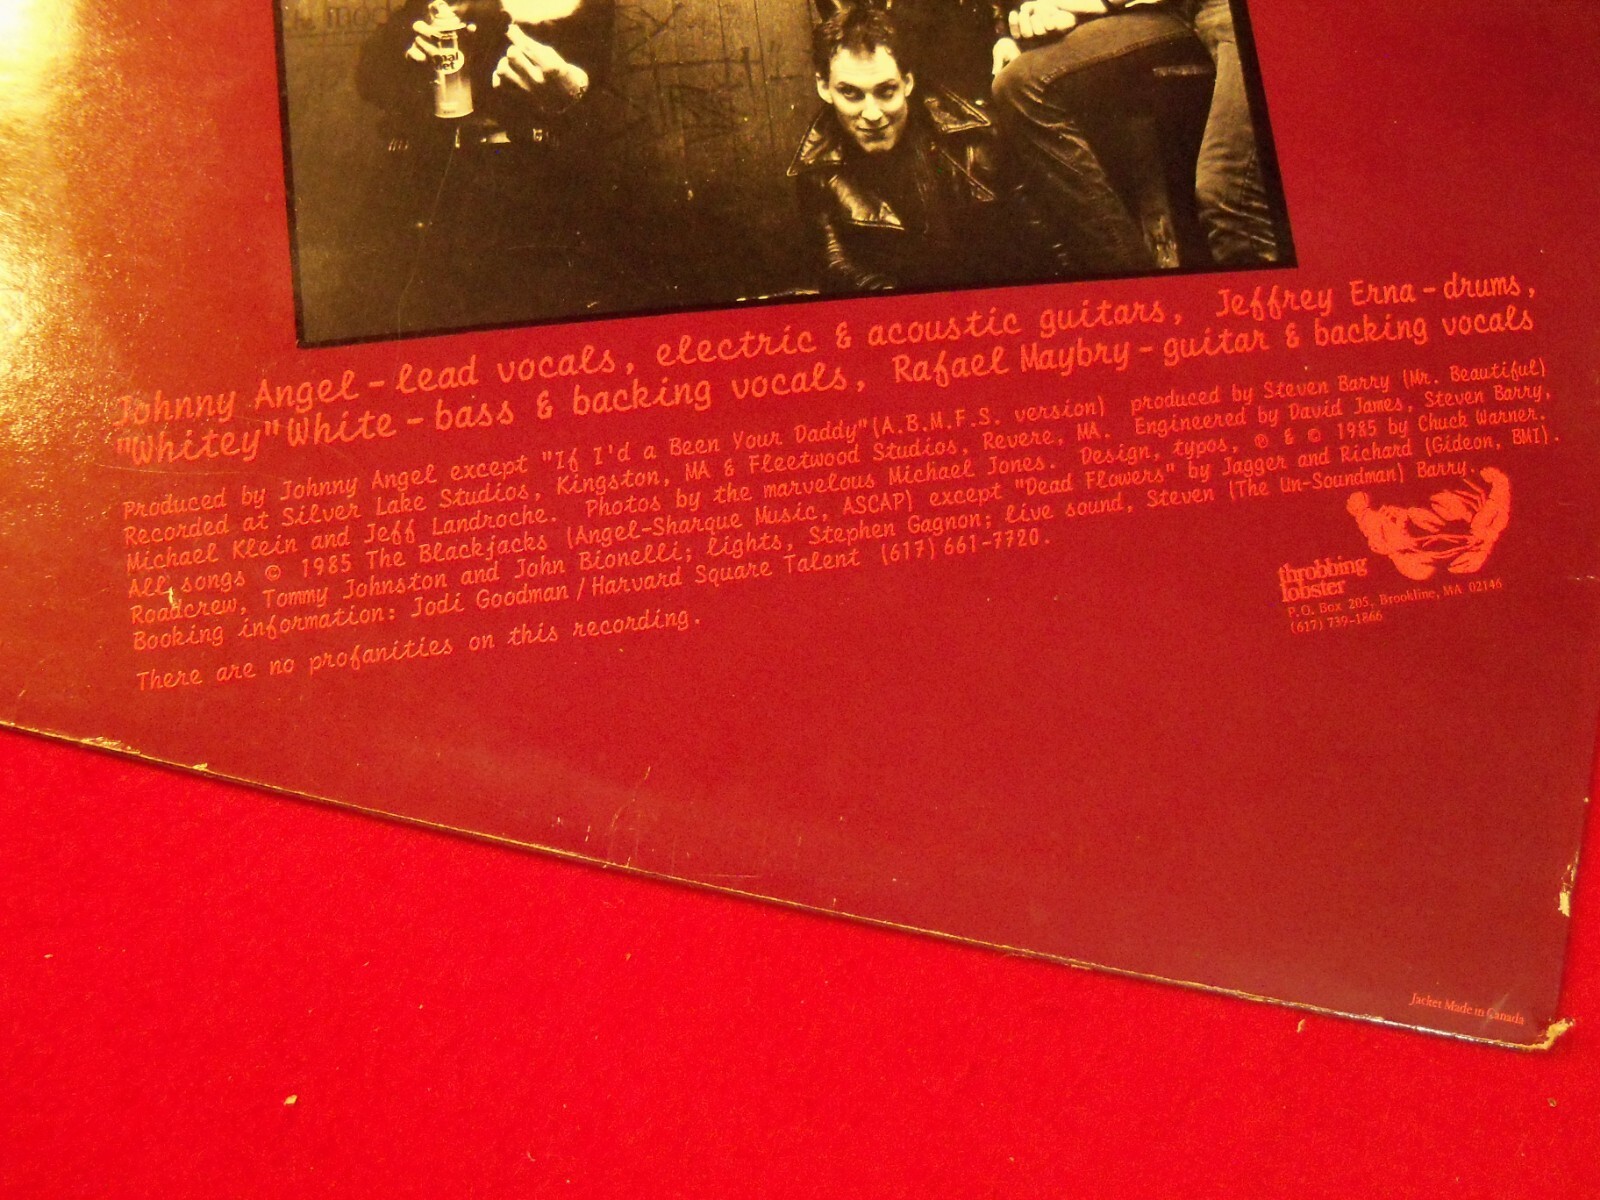 Johnny Angel - lead vocals, electric & acoustic guitars, Jeffrey Erna - drums,
"Whitey" White - bass & backing vocals, Rafael Maybry - guitar & backing vocals
Produced by Johnny Angel except "If I'd a Been Your Daddy" (A.B.M.F.S. version) produced by Steven Barry (Mr. Beautiful)
Recorded at Silver Lake Studios, Kingston, MA & Fleetwood Studios, Revere, MA. Engineered by David James, Steven Barry,
Michael Klein and Jeff Landroche. Photos by the marvelous Michael Jones. Design, typos, ℗ & © 1985 by Chuck Warner.
All songs © 1985 The Blackjacks (Angel-Sharque Music, ASCAP) except "Dead Flowers" by Jagger and Richard (Gideon, BMI).
Roadcrew, Tommy Johnston and John Bionelli; lights, Stephen Gagnon; live sound, Steven (The Un-Soundman) Barry.
Booking information: Jodi Goodman / Harvard Square Talent (617) 661-7720.
There are no profanities on this recording.
throbbing
lobster
P.O. Box 205, Brookline, MA 02146
(617) 739-1866
Jacket Made in Canada